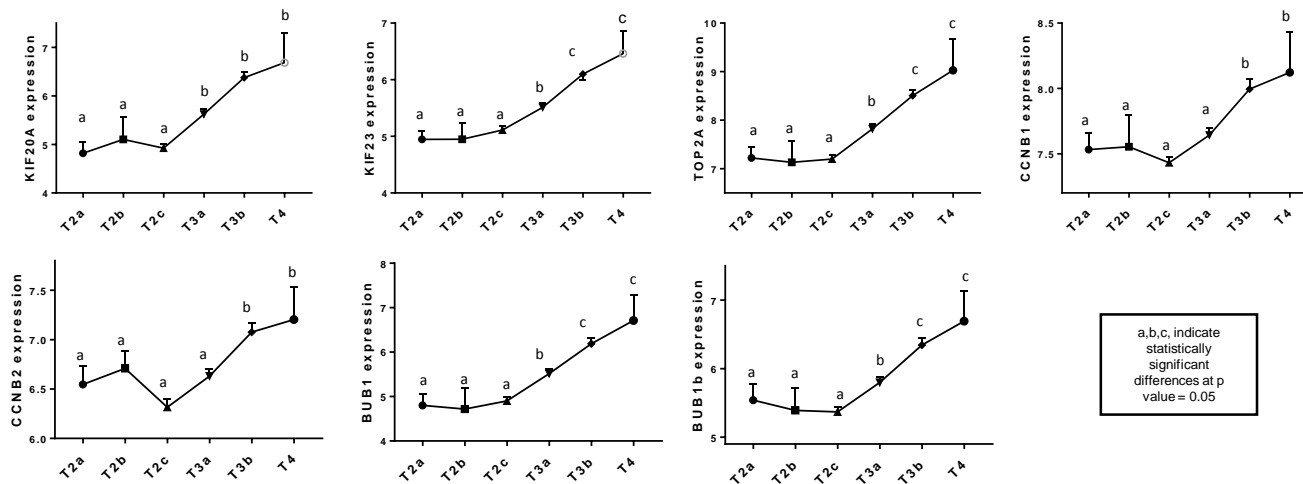 KIF20A expression
7
6
5
4
b
b
b
a
a
a
T2a
T2b
T2c
T3a
T3b
T4
KIF23 expression
7
6
5
4
c
c
b
a
a
a
T2a
T2b
T2c
T3a
T3b
T4
TOP2A expression
10
9
8
7
c
c
b
a
a
a
T2a
T2b
T2c
T3a
T3b
T4
CCNB1 expression
8.5
8.0
7.5
b
b
a
a
a
a
T2a
T2b
T2c
T3a
T3b
T4
CCNB2 expression
7.5
7.0
6.5
6.0
b
b
a
a
a
a
T2a
T2b
T2c
T3a
T3b
T4
BUB1 expression
8
7
6
5
4
c
c
b
a
a
a
T2a
T2b
T2c
T3a
T3b
T4
BUB1b expression
7
6
5
c
c
b
a
a
a
T2a
T2b
T2c
T3a
T3b
T4
a,b,c, indicate
statistically
significant
differences at p
value = 0.05